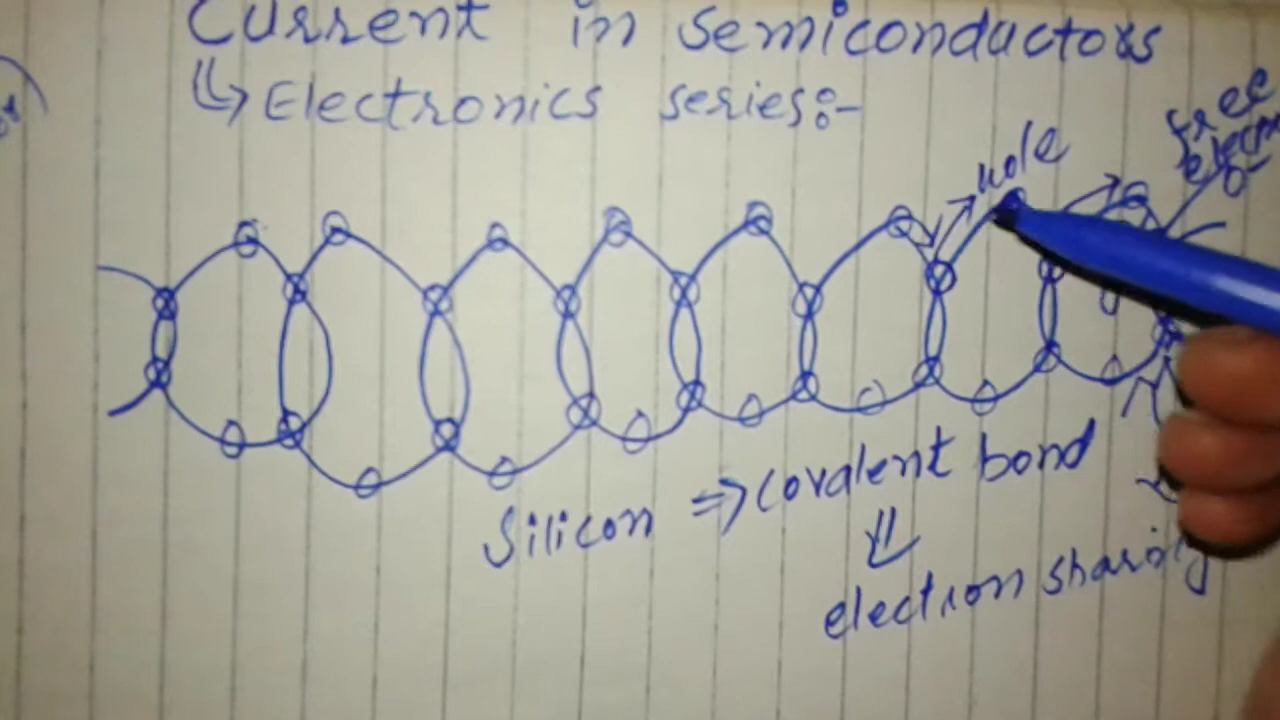 Current in semiconductors
↳ Electronics series:-
hole
free
Silicon ⇒ covalent bond
⇓
electron sharing